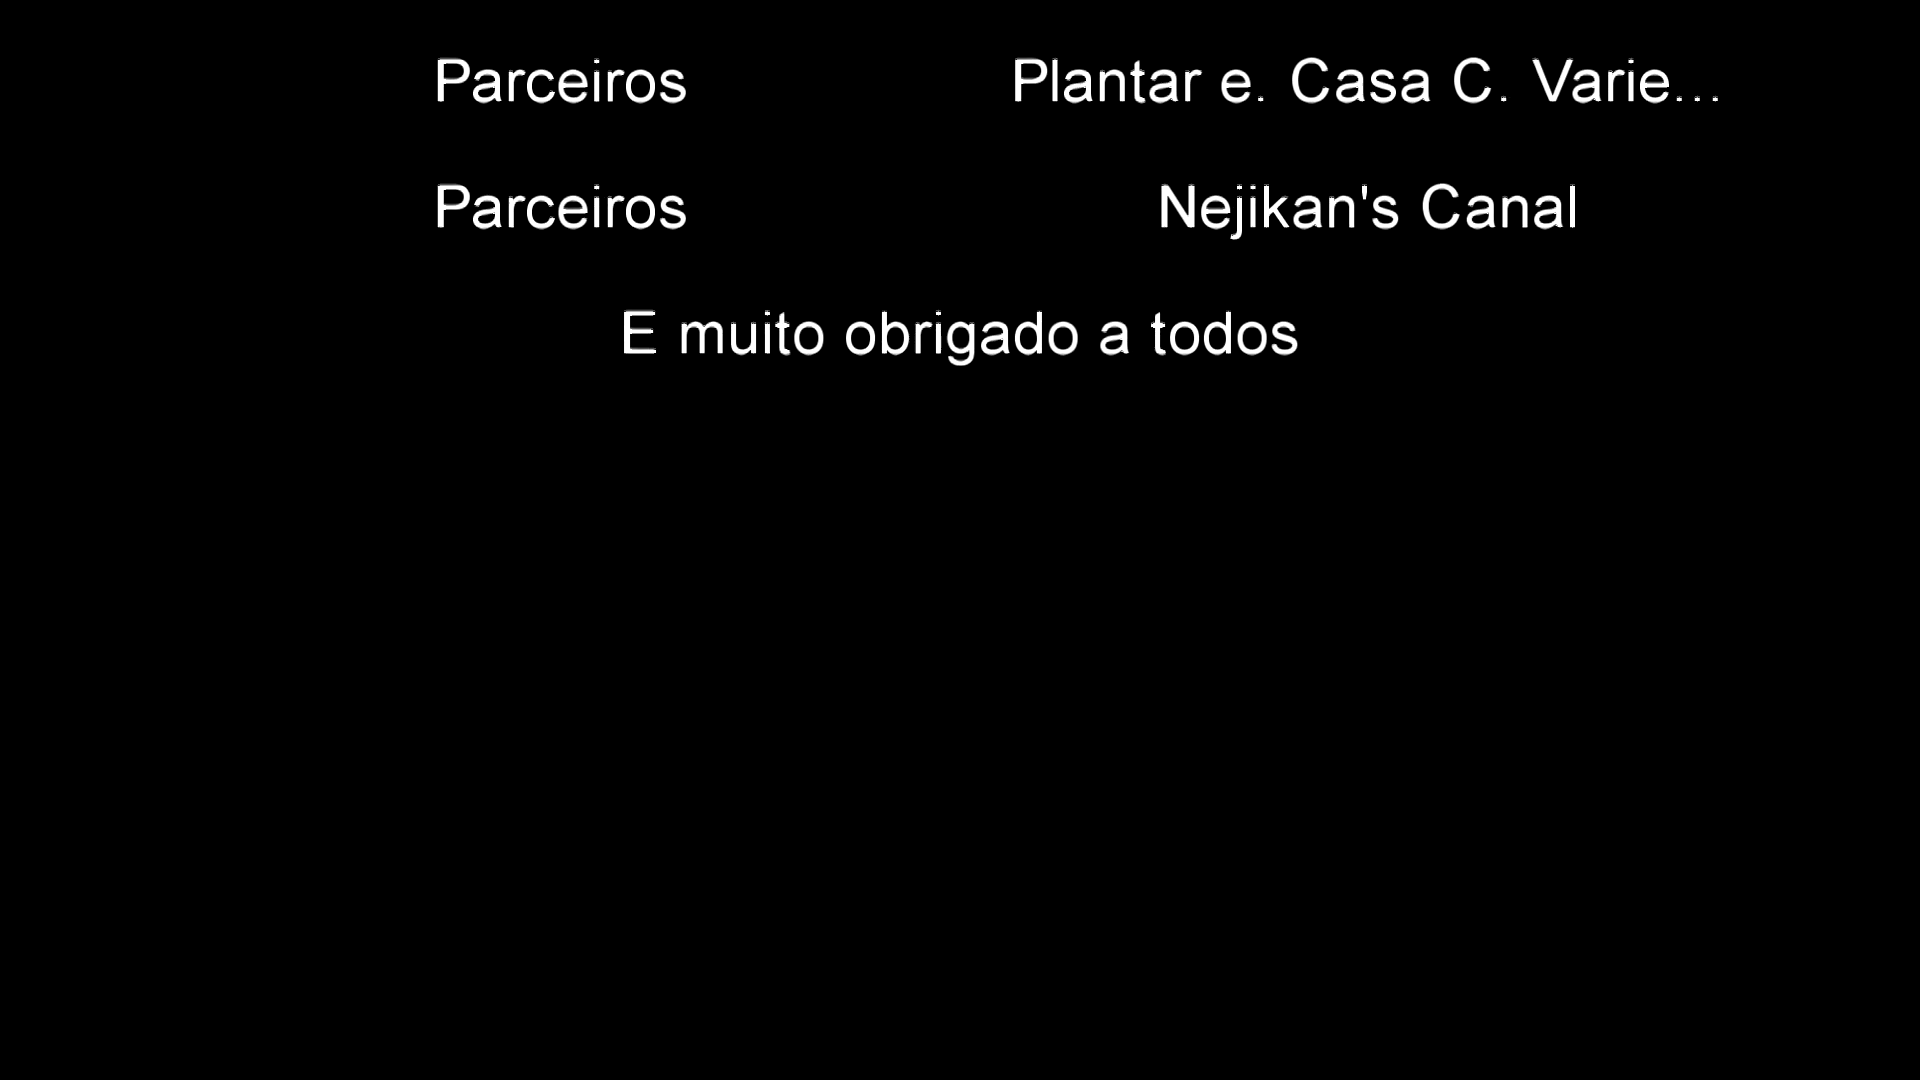 Parceiros Plantar e. Casa C. Varie...
Parceiros Nejikan's Canal
E muito obrigado a todos